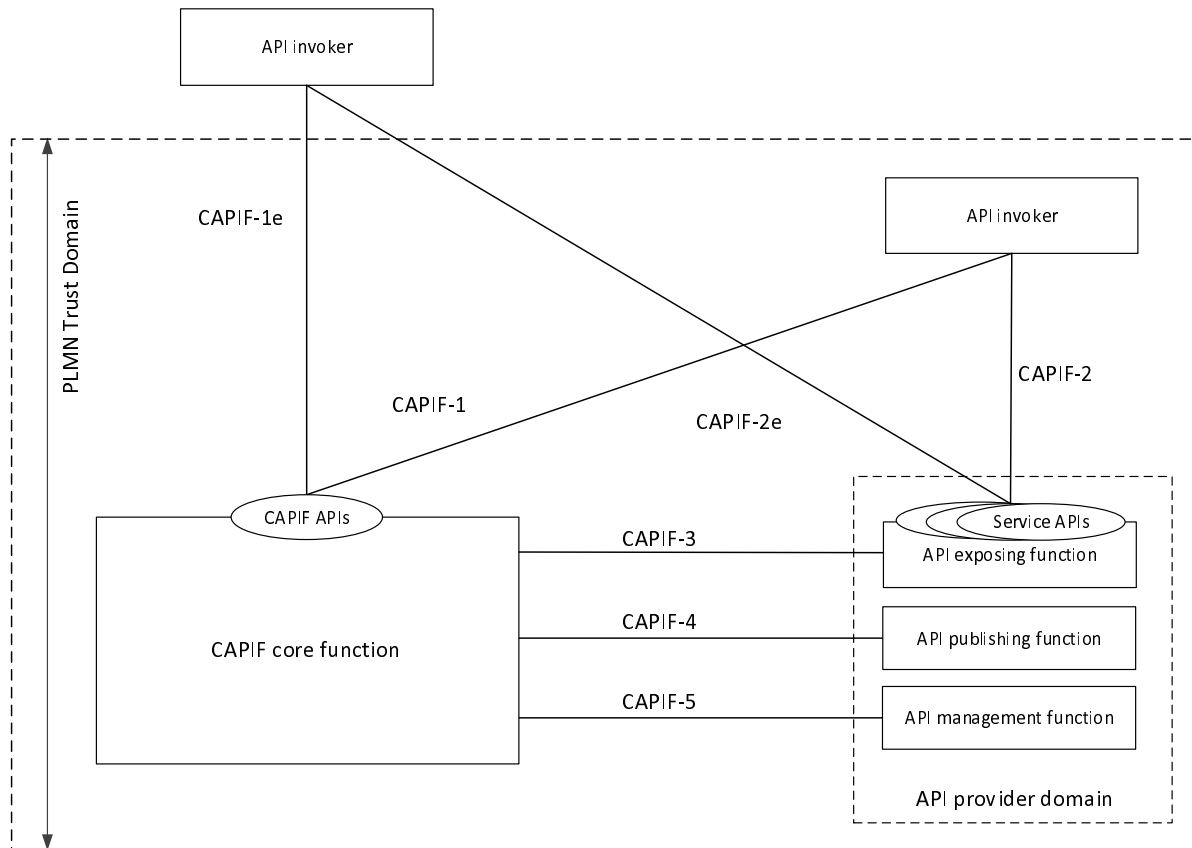 API invoker
PLMN Trust Domain
CAPIF-1e
API invoker
CAPIF-2
CAPIF-1
CAPIF-2e
CAPIF APIs
Service APIs
CAPIF-3
API exposing function
CAPIF-4
API publishing function
CAPIF core function
CAPIF-5
API management function
API provider domain